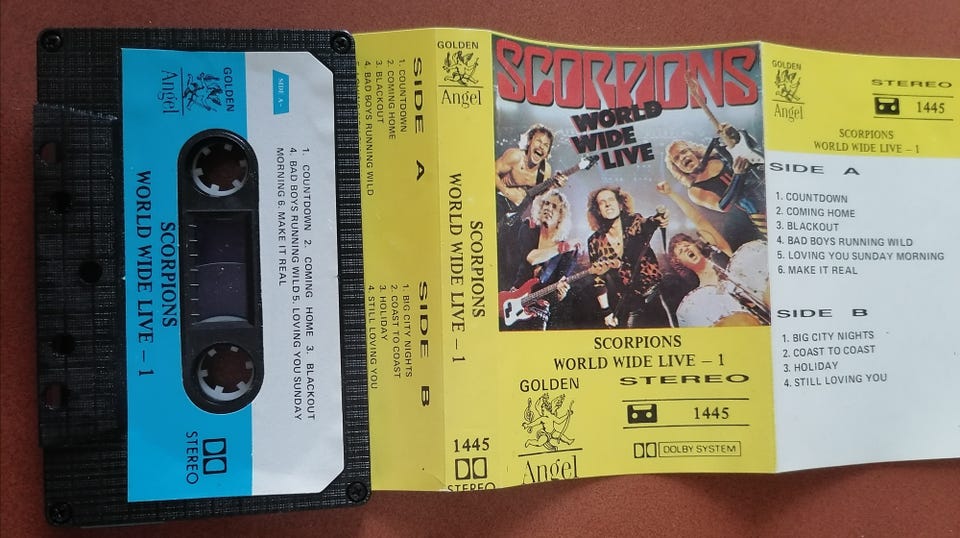 GOLDEN
Angel
SIDE A-
1. COUNTDOWN 2. COMING HOME 3. BLACKOUT
4. BAD BOYS RUNNING WILD 5. LOVING YOU SUNDAY
MORNING 6. MAKE IT REAL
SCORPIONS
WORLD WIDE LIVE - 1
STEREO
SIDE A
1. COUNTDOWN
2. COMING HOME
3. BLACKOUT
4. BAD BOYS RUNNING WILD
SIDE B
1. BIG CITY NIGHTS
2. COAST TO COAST
3. HOLIDAY
4. STILL LOVING YOU
GOLDEN
Angel
SCORPIONS
WORLD WIDE LIVE - 1
1445
STEREO
SCORPIONS
WORLD
WIDE
LIVE
SCORPIONS
WORLD WIDE LIVE - 1
GOLDEN
Angel
STEREO
1445
DOLBY SYSTEM
GOLDEN
Angel
STEREO
1445
SCORPIONS
WORLD WIDE LIVE - 1
SIDE A
1. COUNTDOWN
2. COMING HOME
3. BLACKOUT
4. BAD BOYS RUNNING WILD
5. LOVING YOU SUNDAY MORNING
6. MAKE IT REAL
SIDE B
1. BIG CITY NIGHTS
2. COAST TO COAST
3. HOLIDAY
4. STILL LOVING YOU